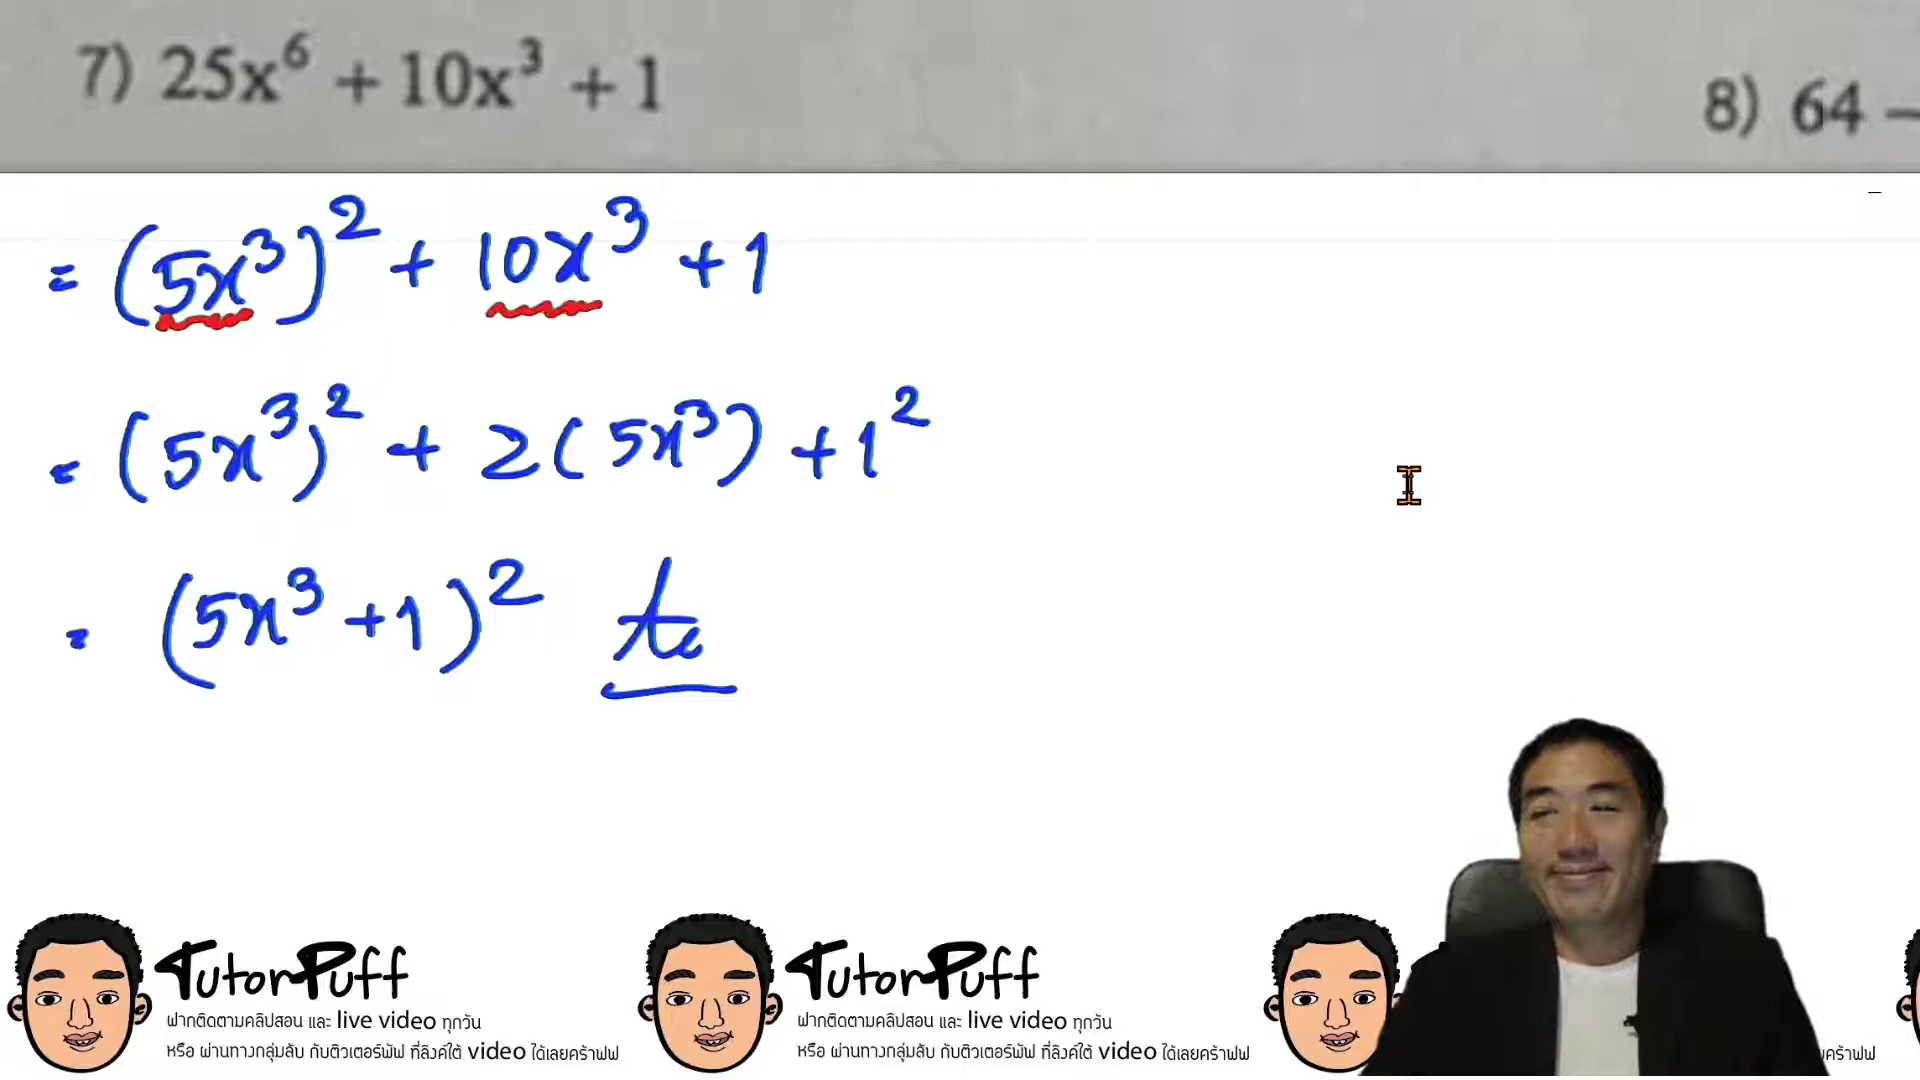 7) 25x⁶ + 10x³ + 1
8) 64 –
= (5x³)² + 10x³ + 1
= (5x³)² + 2(5x³) + 1²
= (5x³ + 1)²
TutorPuff
ฝากติดตามคลิปสอน และ live video ทุกวัน
หรือ ผ่านทางกลุ่มลับ กับติวเตอร์พัฟ ที่ลิงค์ใต้ video ได้เลยคร้าฟฟ
TutorPuff
ฝากติดตามคลิปสอน และ live video ทุกวัน
หรือ ผ่านทางกลุ่มลับ กับติวเตอร์พัฟ ที่ลิงค์ใต้ video ได้เลยคร้าฟฟ
คร้าฟฟ